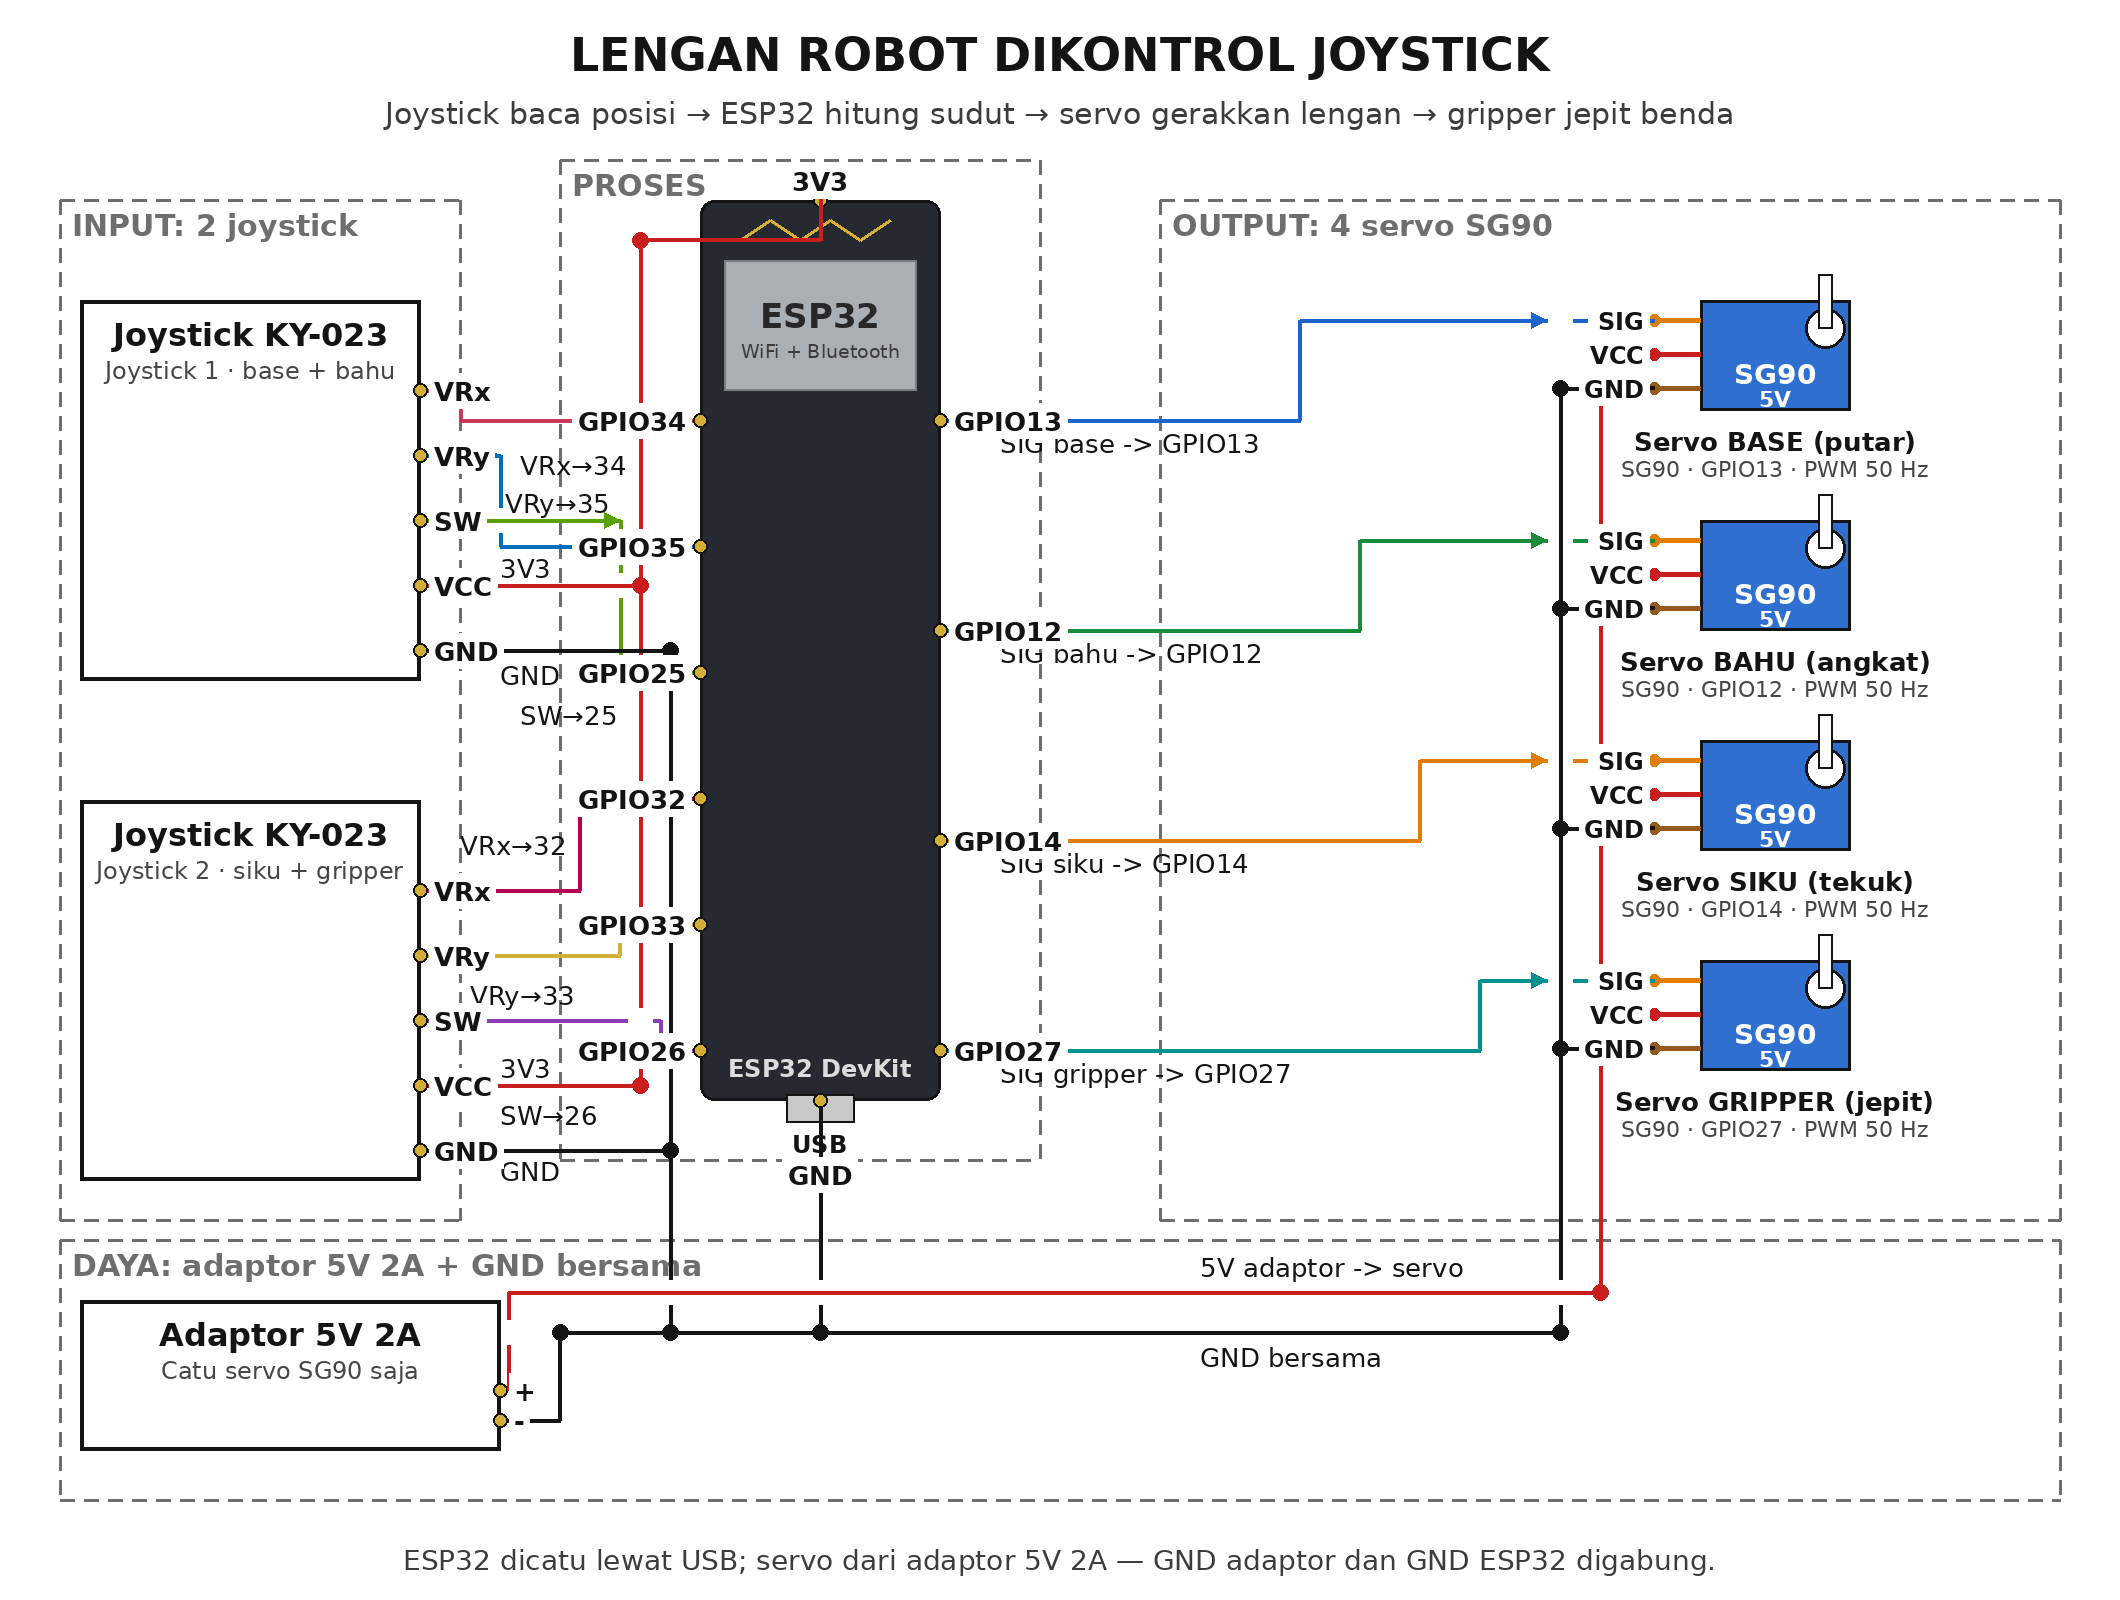 LENGAN ROBOT DIKONTROL JOYSTICK
Joystick baca posisi → ESP32 hitung sudut → servo gerakkan lengan → gripper jepit benda
INPUT: 2 joystick
Joystick KY-023
Joystick 1 · base + bahu
VRx
VRy
SW
VCC
GND
VRx→34
VRy→35
3V3
GND
SW→25
Joystick KY-023
Joystick 2 · siku + gripper
VRx
VRy
SW
VCC
GND
VRx→32
VRy→33
3V3
SW→26
GND
PROSES
3V3
ESP32
WiFi + Bluetooth
GPIO34
GPIO35
GPIO25
GPIO32
GPIO33
GPIO26
GPIO13
SIG base -> GPIO13
GPIO12
SIG bahu -> GPIO12
GPIO14
SIG siku -> GPIO14
GPIO27
SIG gripper -> GPIO27
ESP32 DevKit
USB
GND
OUTPUT: 4 servo SG90
SIG
VCC
GND
SG90
5V
Servo BASE (putar)
SG90 · GPIO13 · PWM 50 Hz
SIG
VCC
GND
SG90
5V
Servo BAHU (angkat)
SG90 · GPIO12 · PWM 50 Hz
SIG
VCC
GND
SG90
5V
Servo SIKU (tekuk)
SG90 · GPIO14 · PWM 50 Hz
SIG
VCC
GND
SG90
5V
Servo GRIPPER (jepit)
SG90 · GPIO27 · PWM 50 Hz
DAYA: adaptor 5V 2A + GND bersama
5V adaptor -> servo
Adaptor 5V 2A
Catu servo SG90 saja
+
-
GND bersama
ESP32 dicatu lewat USB; servo dari adaptor 5V 2A — GND adaptor dan GND ESP32 digabung.